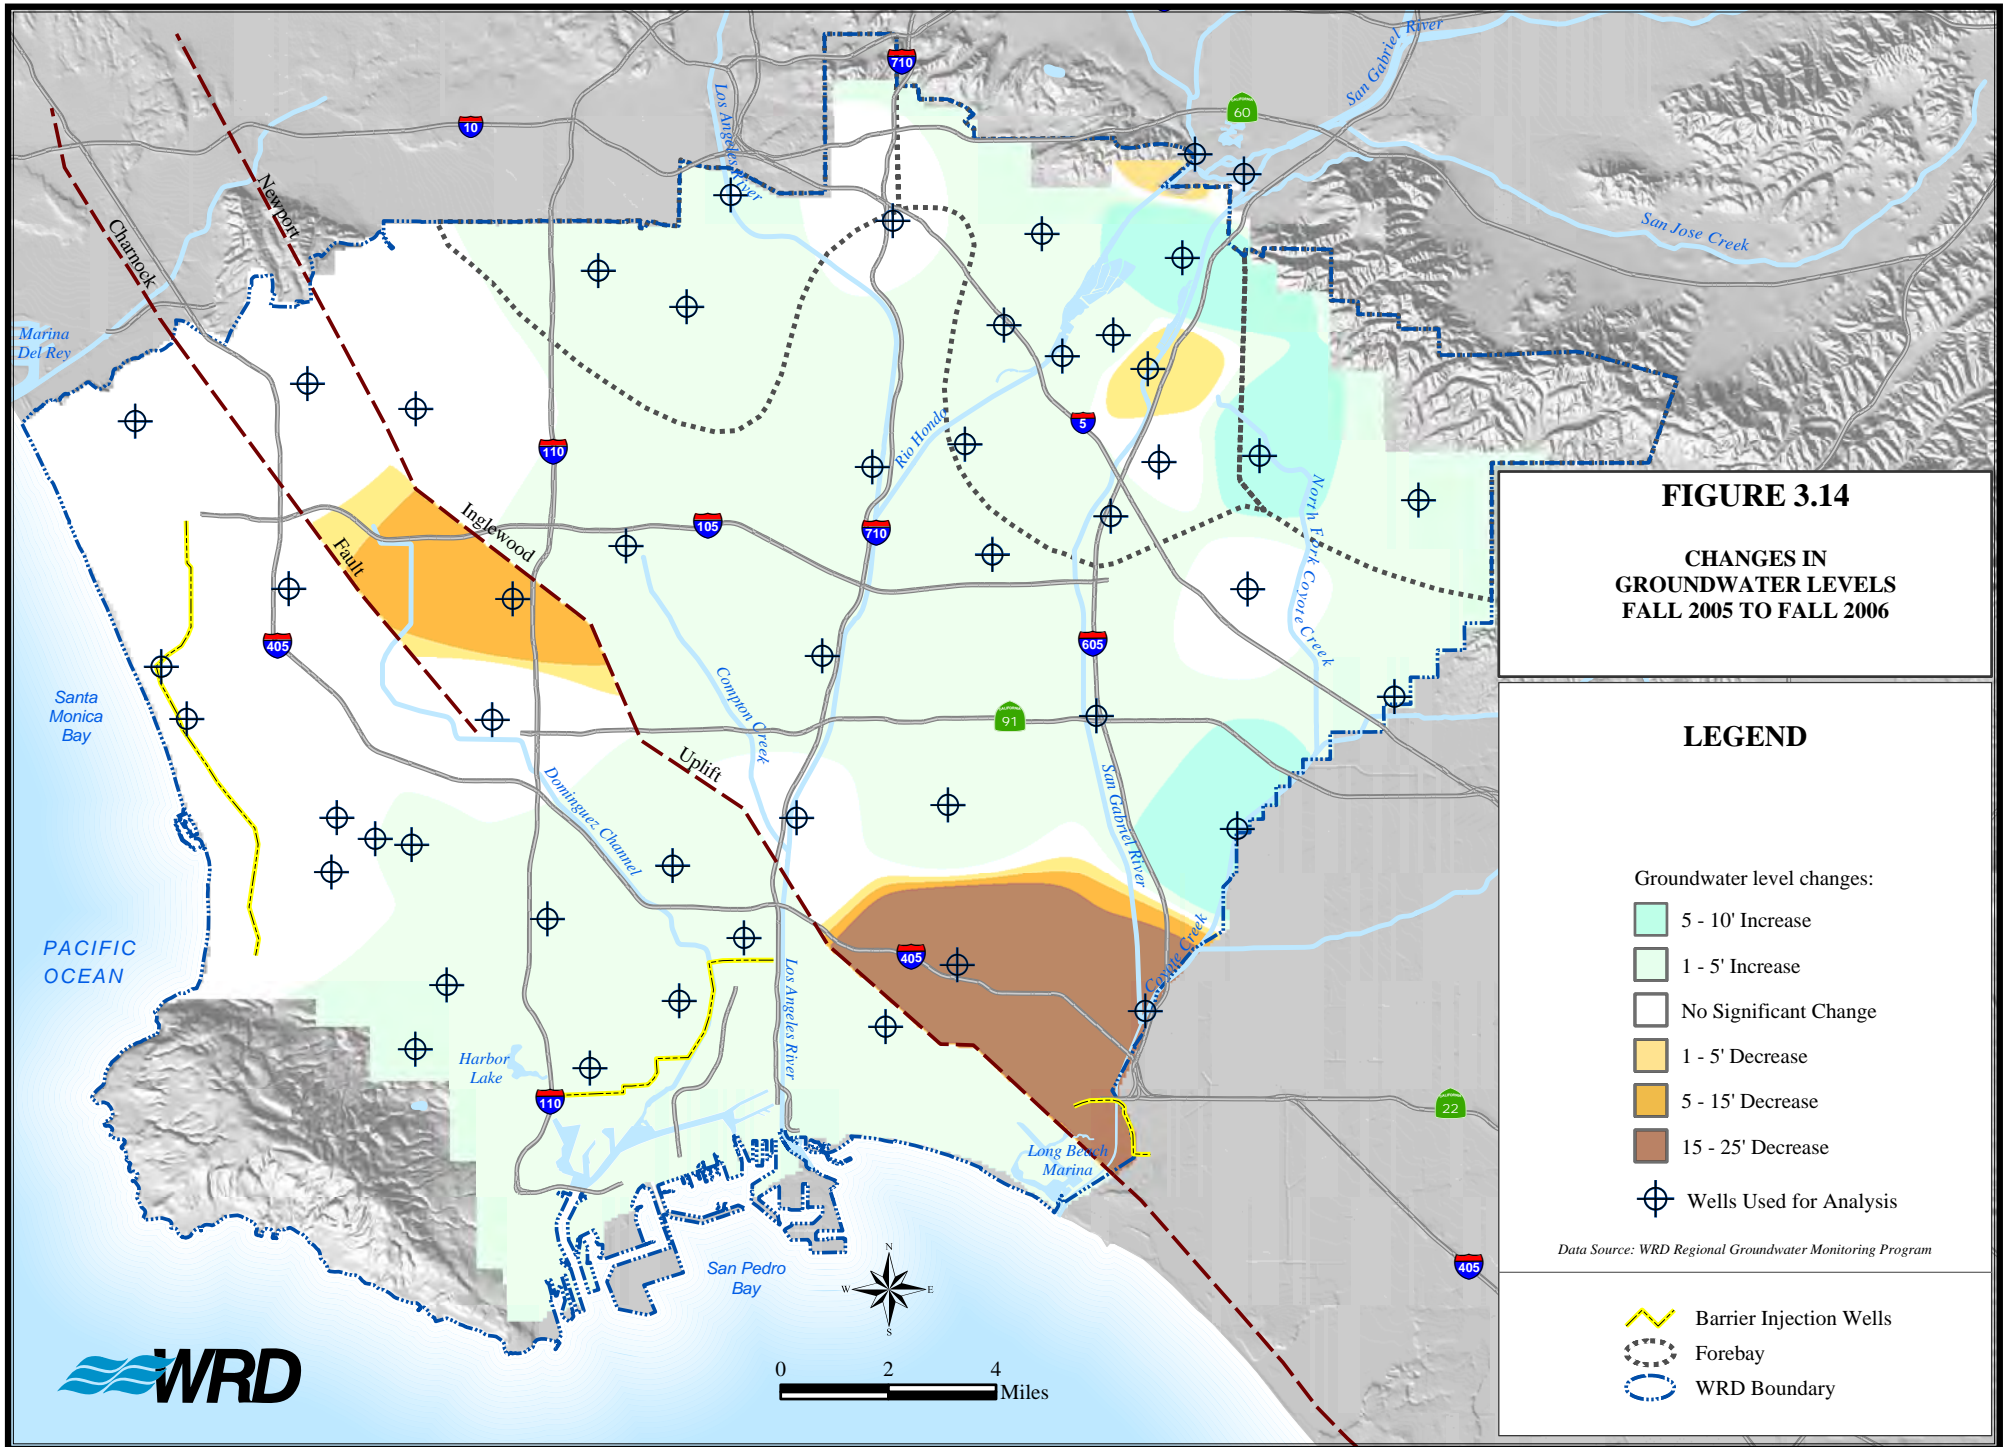 710
60
San Gabriel River
10
Los Angeles River
Newport
Charnock
San Jose Creek
Marina
Del Rey
5
110
Rio Hondo
North Fork Coyote Creek
FIGURE 3.14
CHANGES IN
GROUNDWATER LEVELS
FALL 2005 TO FALL 2006
Inglewood
105
710
Fault
405
605
Santa
Monica
Bay
Compton Creek
91
LEGEND
Uplift
Dominguez Channel
San Gabriel River
Groundwater level changes:
5 - 10' Increase
1 - 5' Increase
No Significant Change
1 - 5' Decrease
5 - 15' Decrease
15 - 25' Decrease
Wells Used for Analysis
Data Source: WRD Regional Groundwater Monitoring Program
Barrier Injection Wells
Forebay
WRD Boundary
PACIFIC
OCEAN
405
Coyote Creek
Los Angeles River
Harbor
Lake
110
22
Long Beach
Marina
405
San Pedro
Bay
N
W
E
S
WRD
0 2 4
Miles